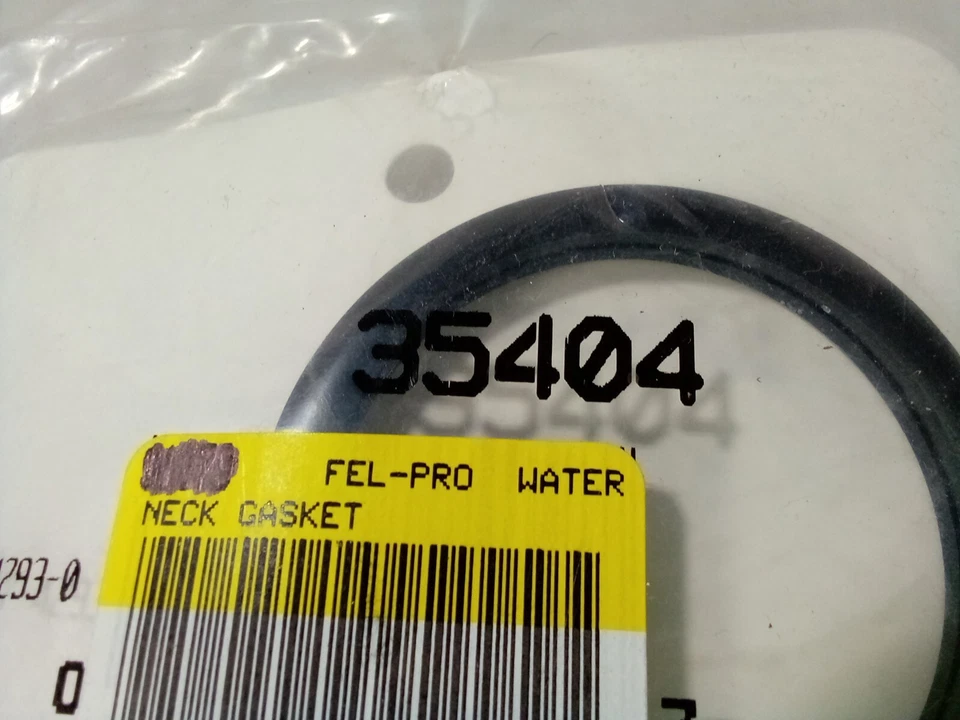 35404
FEL-PRO WATER
NECK GASKET
293-0
0